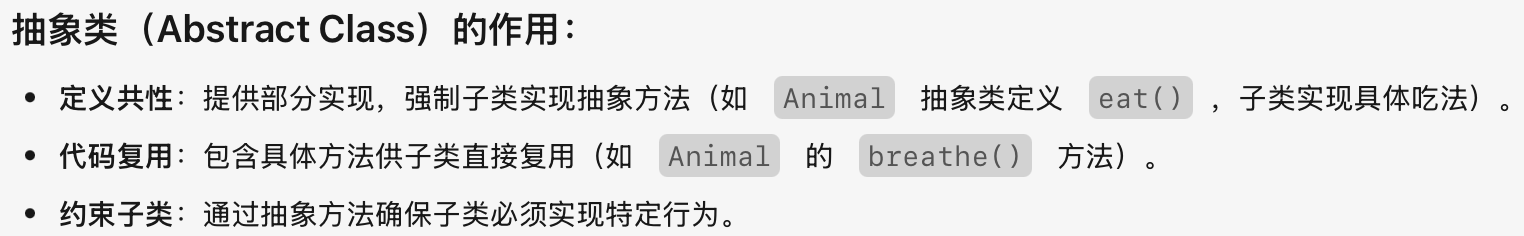 抽象类（Abstract Class）的作用：
• 定义共性：提供部分实现，强制子类实现抽象方法（如 Animal 抽象类定义 eat() ，子类实现具体吃法）。
• 代码复用：包含具体方法供子类直接复用（如 Animal 的 breathe() 方法）。
• 约束子类：通过抽象方法确保子类必须实现特定行为。